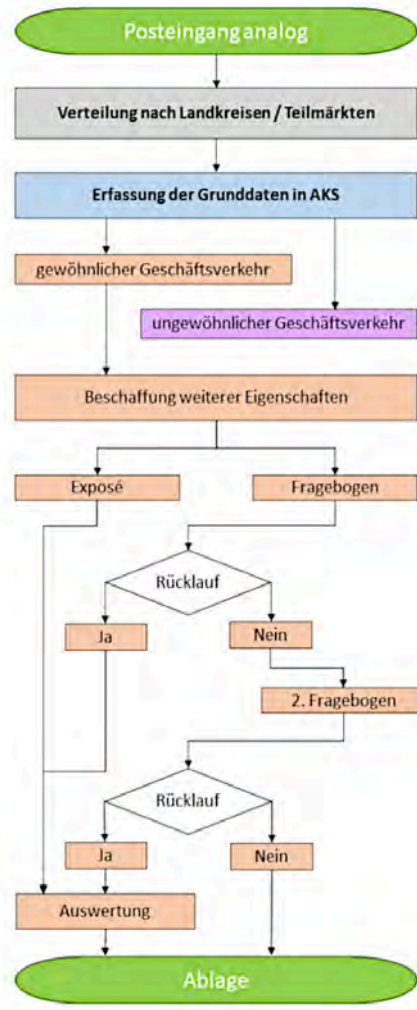 Posteingang analog
Verteilung nach Landkreisen / Teilmärkten
Erfassung der Grunddaten in AKS
gewöhnlicher Geschäftsverkehr
ungewöhnlicher Geschäftsverkehr
Beschaffung weiterer Eigenschaften
Exposé
Fragebogen
Rücklauf
Ja
Nein
2. Fragebogen
Rücklauf
Ja
Nein
Auswertung
Ablage